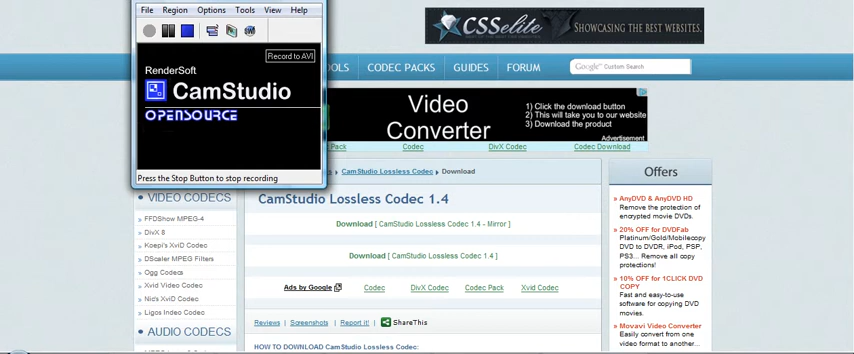 File Region Options Tools View Help
Record to AVI
RenderSoft
CamStudio
OPENSOURCE
Press the Stop Button to stop recording
CSSelite SHOWCASING THE BEST WEBSITES.
OOLS CODEC PACKS GUIDES FORUM Google Custom Search
Video
Converter
1) Click the download button
2) This will take you to our website
3) Download the product
Advertisement
Pack Codec DivX Codec Codec Download
CamStudio Lossless Codec Download
CamStudio Lossless Codec 1.4
Download [ CamStudio Lossless Codec 1.4 - Mirror ]
Download [ CamStudio Lossless Codec 1.4 ]
Ads by Google Codec DivX Codec Codec Pack Xvid Codec
Reviews | Screenshots | Report it! | ShareThis
HOW TO DOWNLOAD CamStudio Lossless Codec:
VIDEO CODECS
FFDShow MPEG-4
DivX 8
Koepi's XviD Codec
DScaler MPEG Filters
Ogg Codecs
Xvid Video Codec
Nic's XviD Codec
Ligos Indeo Codec
AUDIO CODECS
Offers
» AnyDVD & AnyDVD HD
Remove the protection of
encrypted movie DVDs.
» 20% OFF for DVDFab
Platinum/Gold/Mobilecopy
DVD to DVDR, iPod, PSP,
PS3... Remove all copy
protections!
» 10% OFF for 1CLICK DVD
COPY
Fast and easy-to-use
software for copying DVD
movies.
» Movavi Video Converter
Easily convert from one
video format to another...